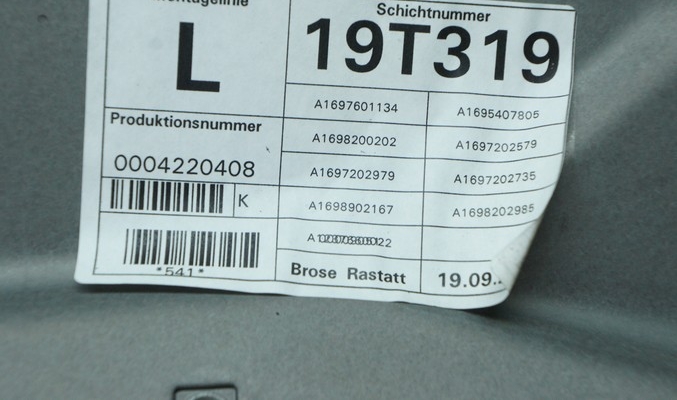 Schichtnummer
L
19T319
A1697601134 A1695407805
Produktionsnummer
A1698200202 A1697202579
0004220408
A1697202979 A1697202735
K
A1698902167 A1698202985
*541*
Brose Rastatt
19.09.